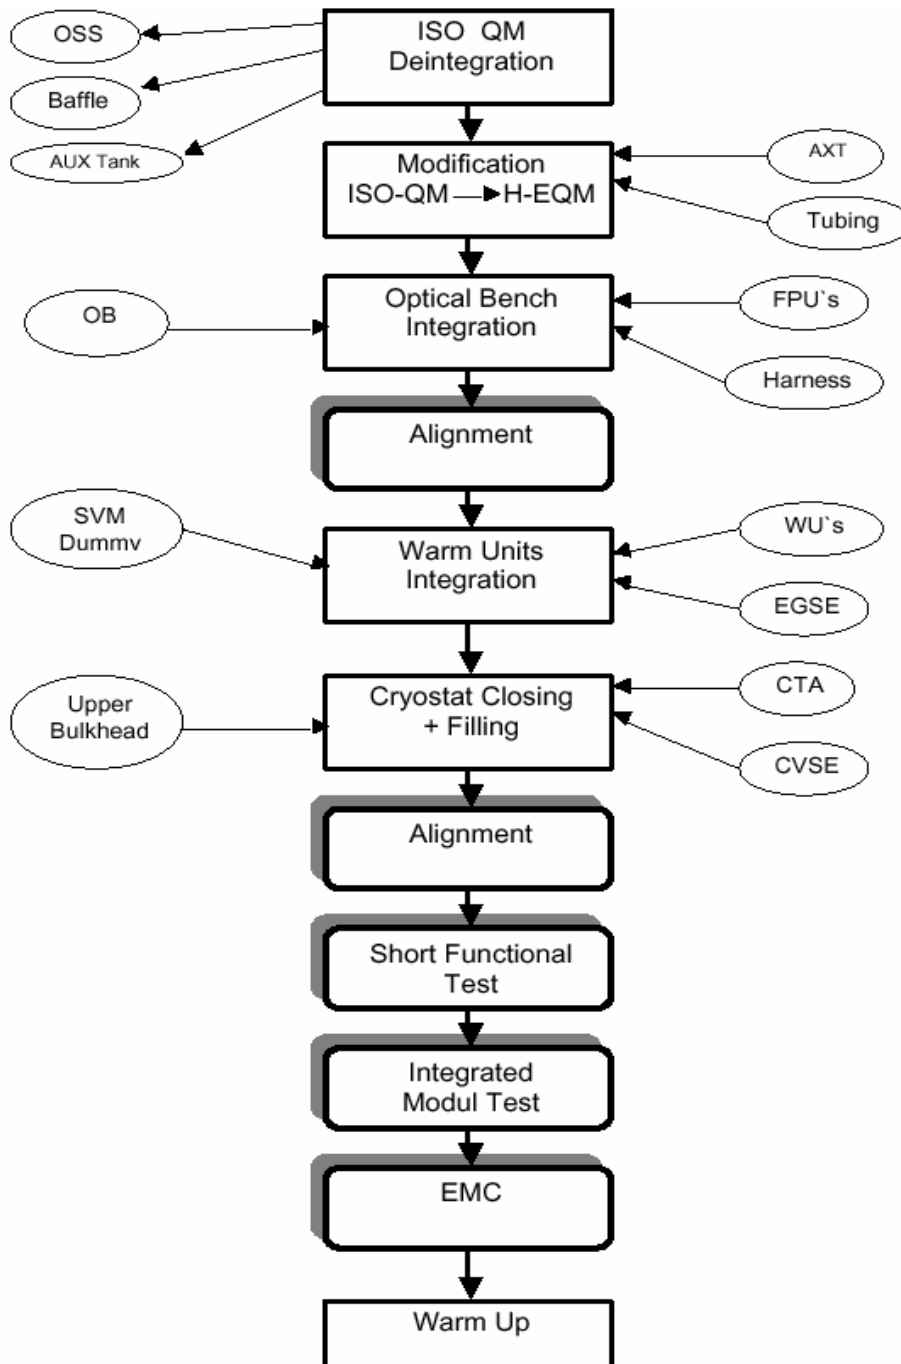 OSS
ISO QM
Deintegration
Baffle
AUX Tank
Modification
ISO-QM H-EQM
AXT
Tubing
OB
Optical Bench
Integration
FPU`s
Harness
Alignment
SVM
Dummv
Warm Units
Integration
WU`s
EGSE
Upper
Bulkhead
Cryostat Closing
+ Filling
CTA
CVSE
Alignment
Short Functional
Test
Integrated
Modul Test
EMC
Warm Up